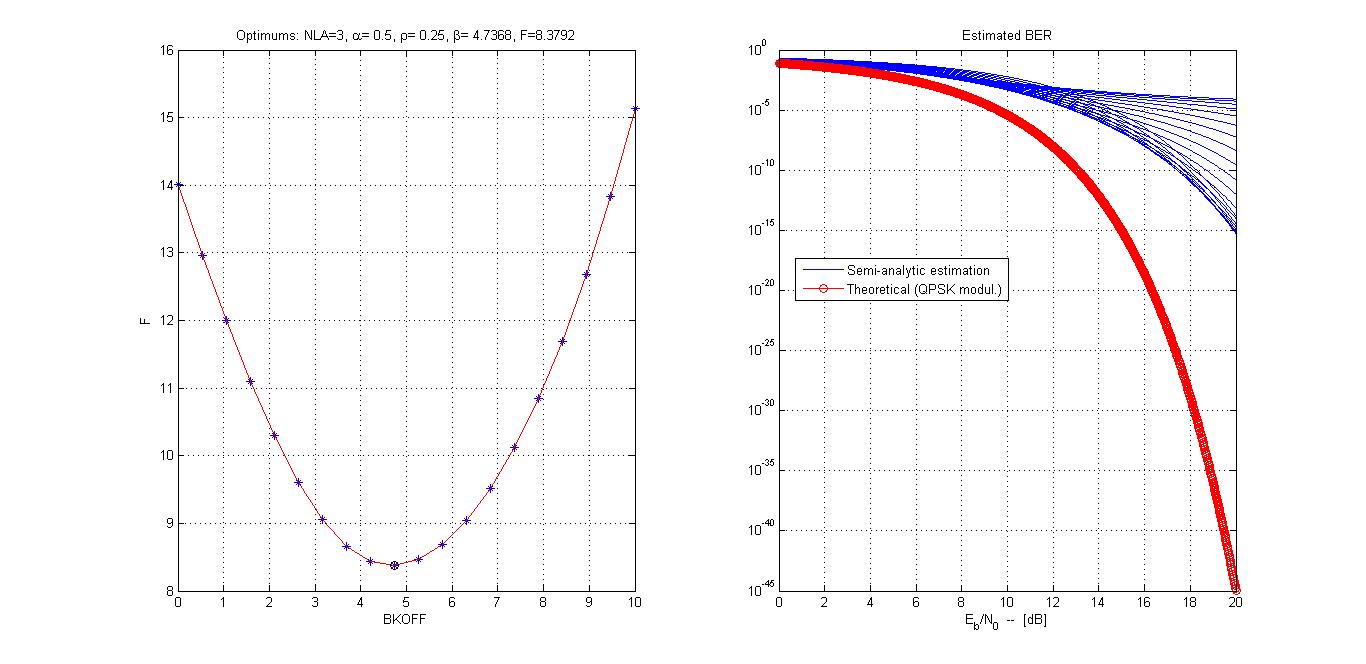 Optimums: NLA=3, α= 0.5, ρ= 0.25, β= 4.7368, F=8.3792
16
15
14
13
12
11
10
9
8
F
0 1 2 3 4 5 6 7 8 9 10
BKOFF
Estimated BER
10^0
10^-5
10^-10
10^-15
10^-20
10^-25
10^-30
10^-35
10^-40
10^-45
Semi-analytic estimation
Theoretical (QPSK modul.)
0 2 4 6 8 10 12 14 16 18 20
E_b/N_0 -- [dB]